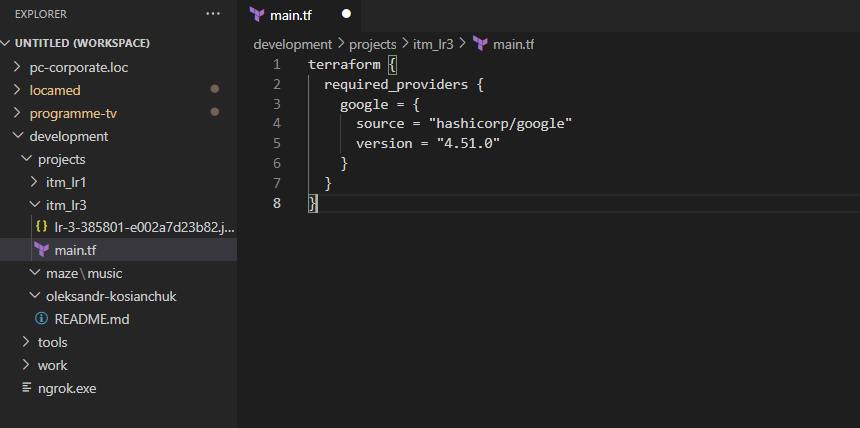 EXPLORER
···
main.tf
UNTITLED (WORKSPACE)
development > projects > itm_lr3 > main.tf
pc-corporate.loc
locamed
programme-tv
development
projects
itm_lr1
itm_lr3
{} lr-3-385801-e002a7d23b82.j...
main.tf
maze\music
oleksandr-kosianchuk
README.md
tools
work
ngrok.exe
1 terraform {
2   required_providers {
3     google = {
4       source = "hashicorp/google"
5       version = "4.51.0"
6     }
7   }
8 }